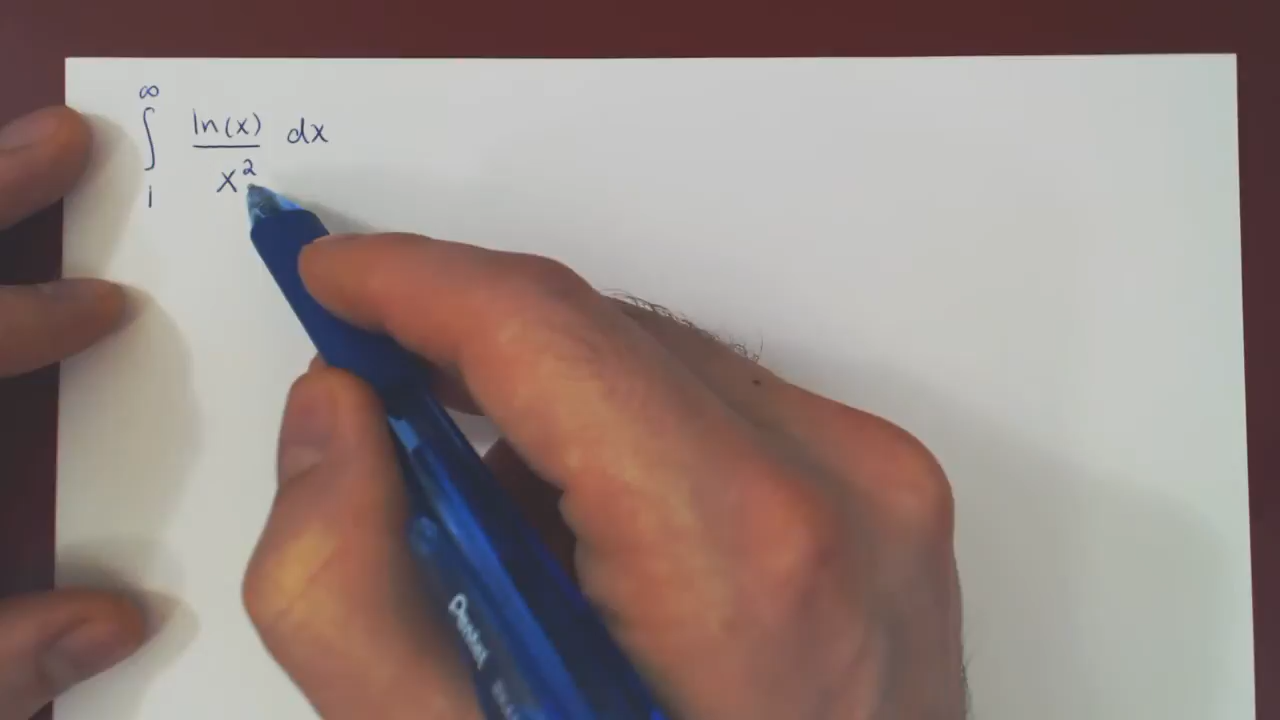 ∫₁^∞ ln(x)/x² dx
Pentel